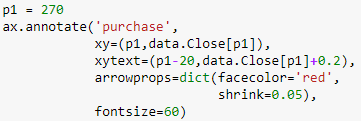 p1 = 270
ax.annotate('purchase',
            xy=(p1,data.Close[p1]),
            xytext=(p1-20,data.Close[p1]+0.2),
            arrowprops=dict(facecolor='red',
                            shrink=0.05),
            fontsize=60)